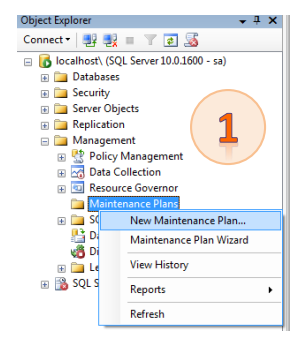 Object Explorer
Connect
localhost\ (SQL Server 10.0.1600 - sa)
Databases
Security
Server Objects
Replication
Management
Policy Management
Data Collection
Resource Governor
Maintenance Plans
SQ
New Maintenance Plan...
Da
Maintenance Plan Wizard
Di
View History
Le
SQL S
Reports
Refresh
1